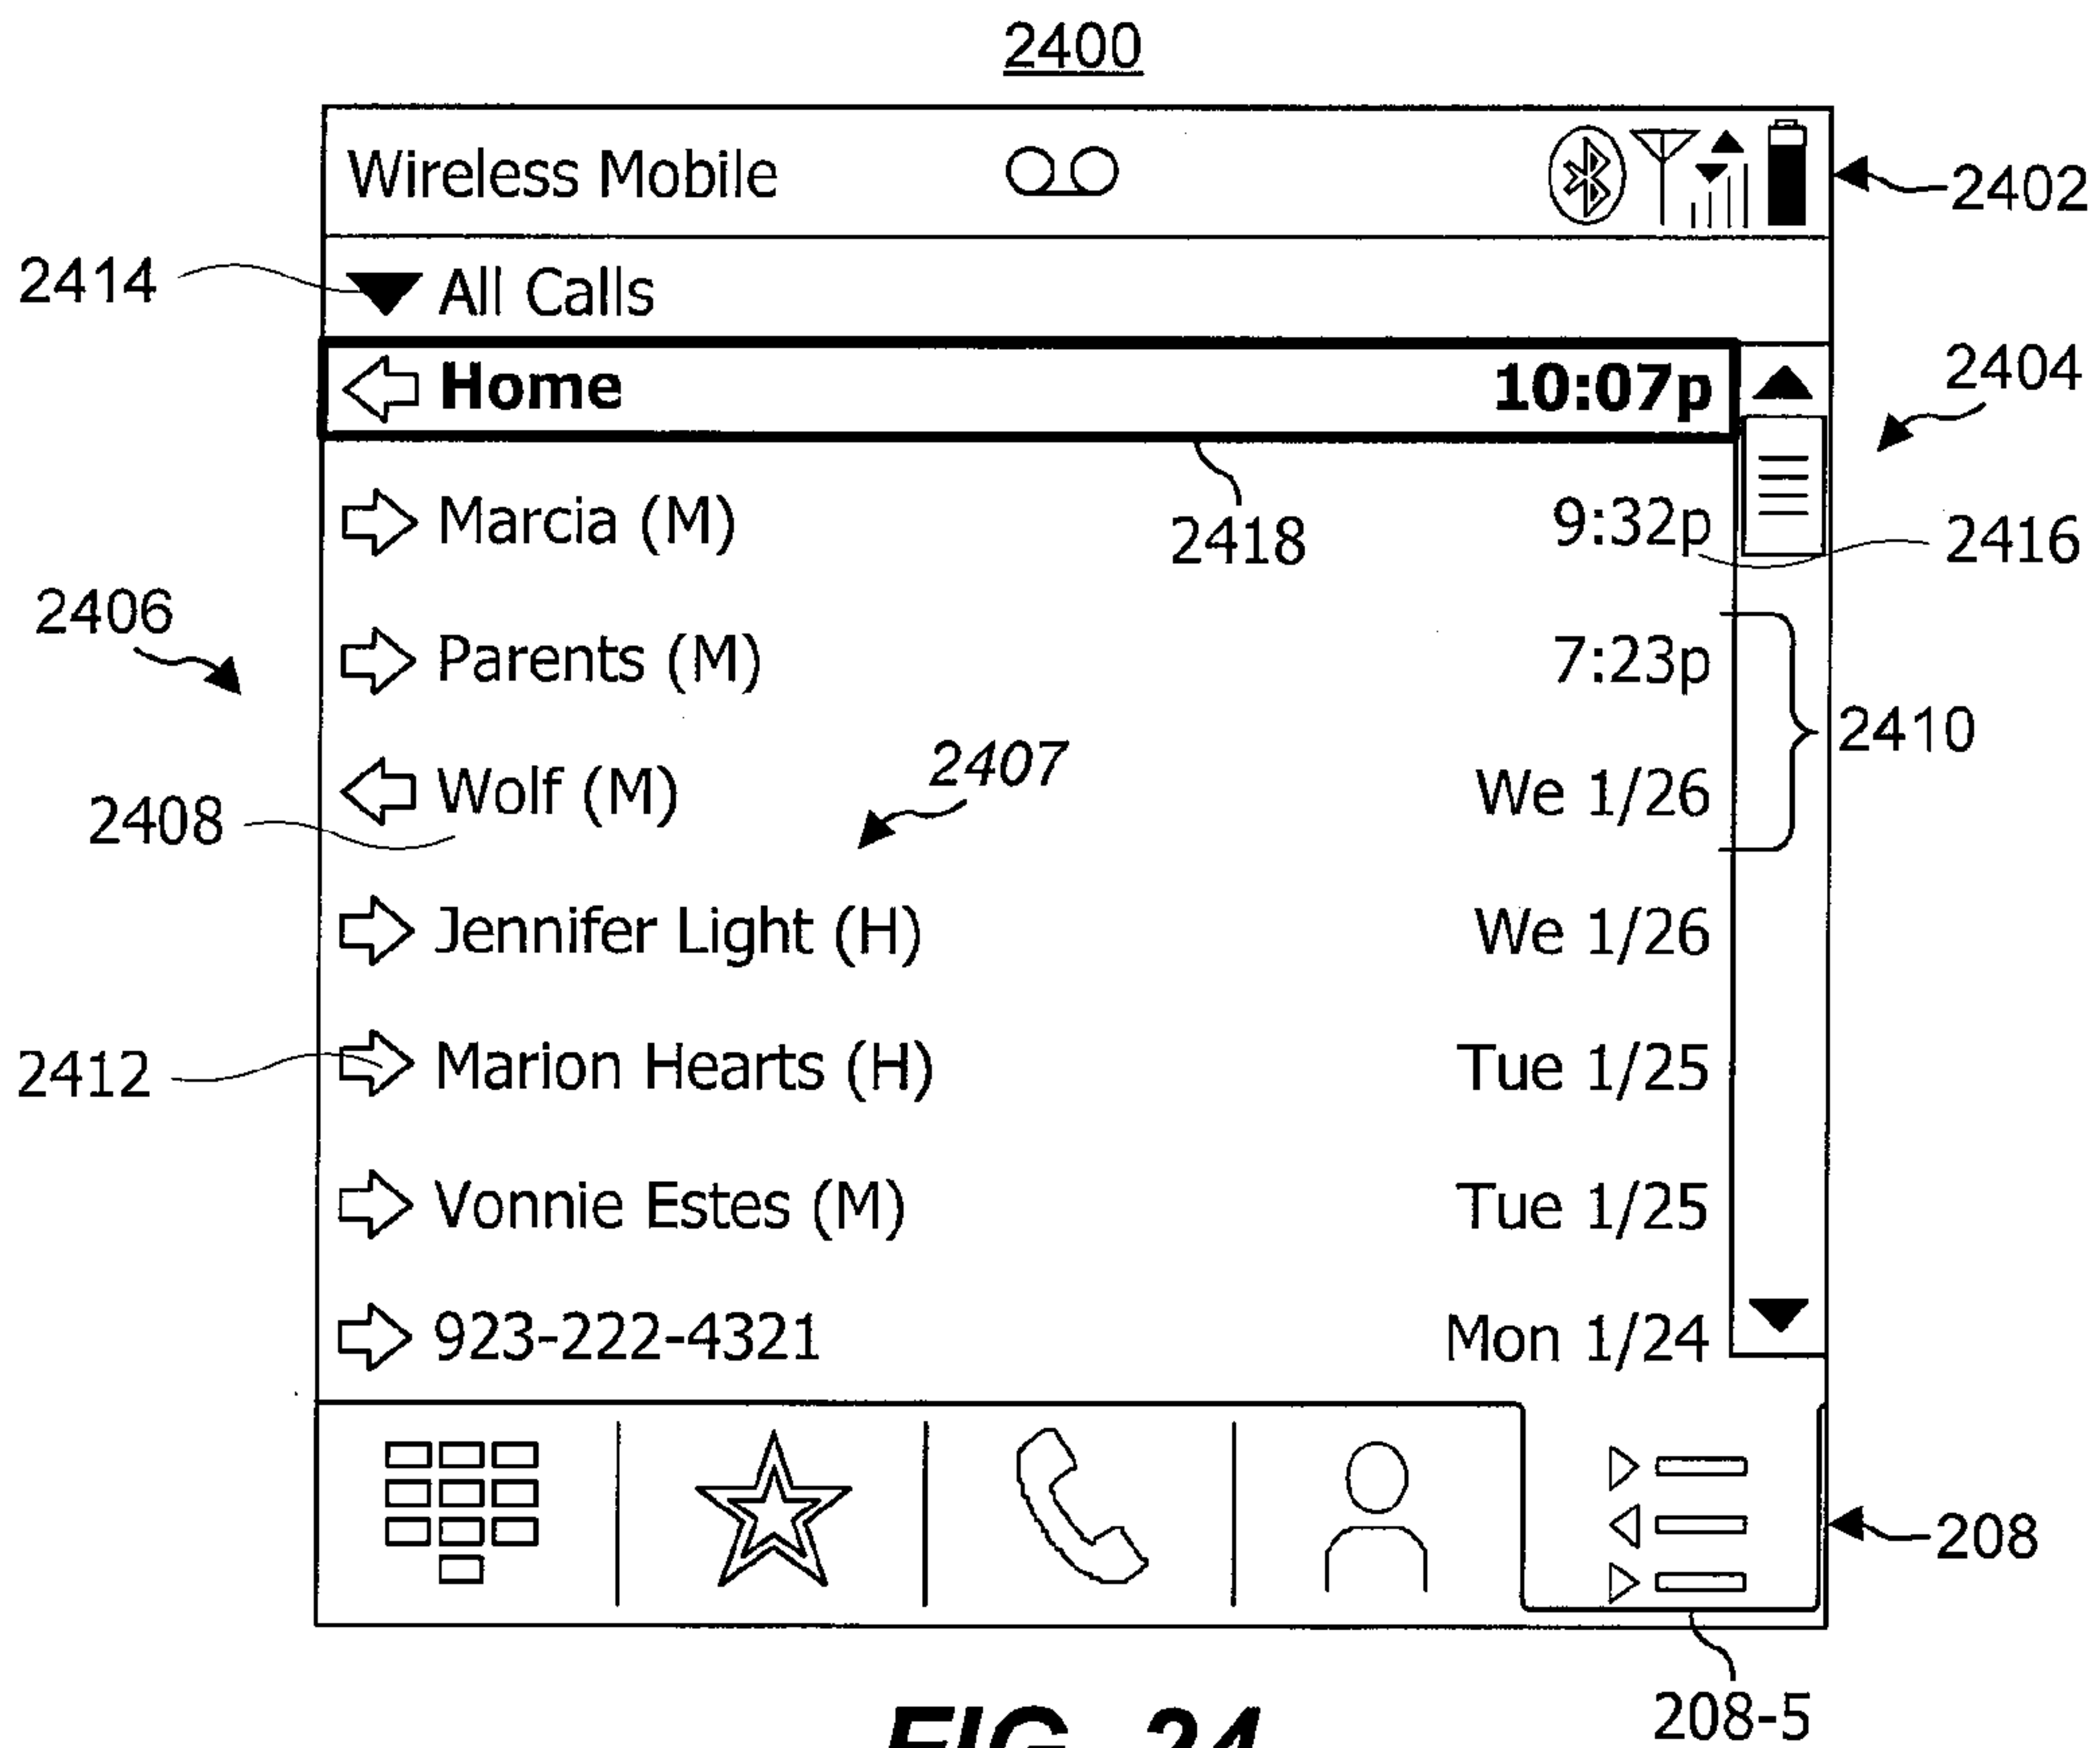 2400
Wireless Mobile
2402
2414
All Calls
2404
Home 10:07p
Marcia (M) 9:32p
2418
2416
2406
Parents (M) 7:23p
2410
2407
Wolf (M) We 1/26
2408
Jennifer Light (H) We 1/26
2412
Marion Hearts (H) Tue 1/25
Vonnie Estes (M) Tue 1/25
923-222-4321 Mon 1/24
208
208-5
FIG. 24